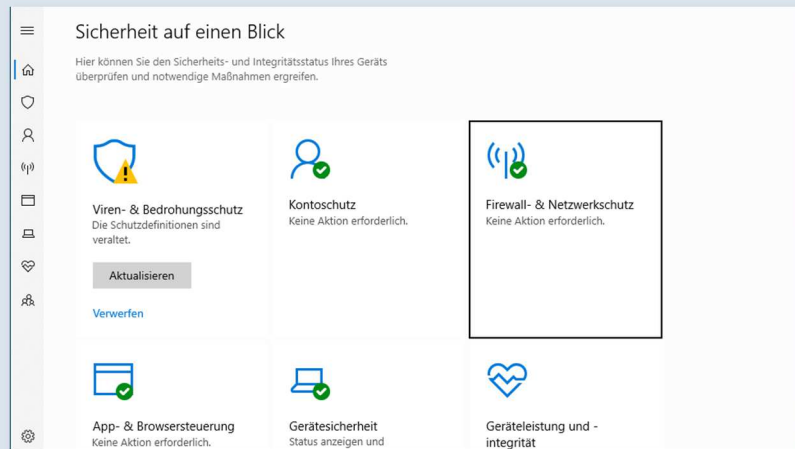 Sicherheit auf einen Blick
Hier können Sie den Sicherheits- und Integritätsstatus Ihres Geräts
überprüfen und notwendige Maßnahmen ergreifen.
Viren- & Bedrohungsschutz
Die Schutzdefinitionen sind
veraltet.
Aktualisieren
Verwerfen
Kontoschutz
Keine Aktion erforderlich.
Firewall- & Netzwerkschutz
Keine Aktion erforderlich.
App- & Browsersteuerung
Keine Aktion erforderlich.
Gerätesicherheit
Status anzeigen und
Geräteleistung und -
integrität